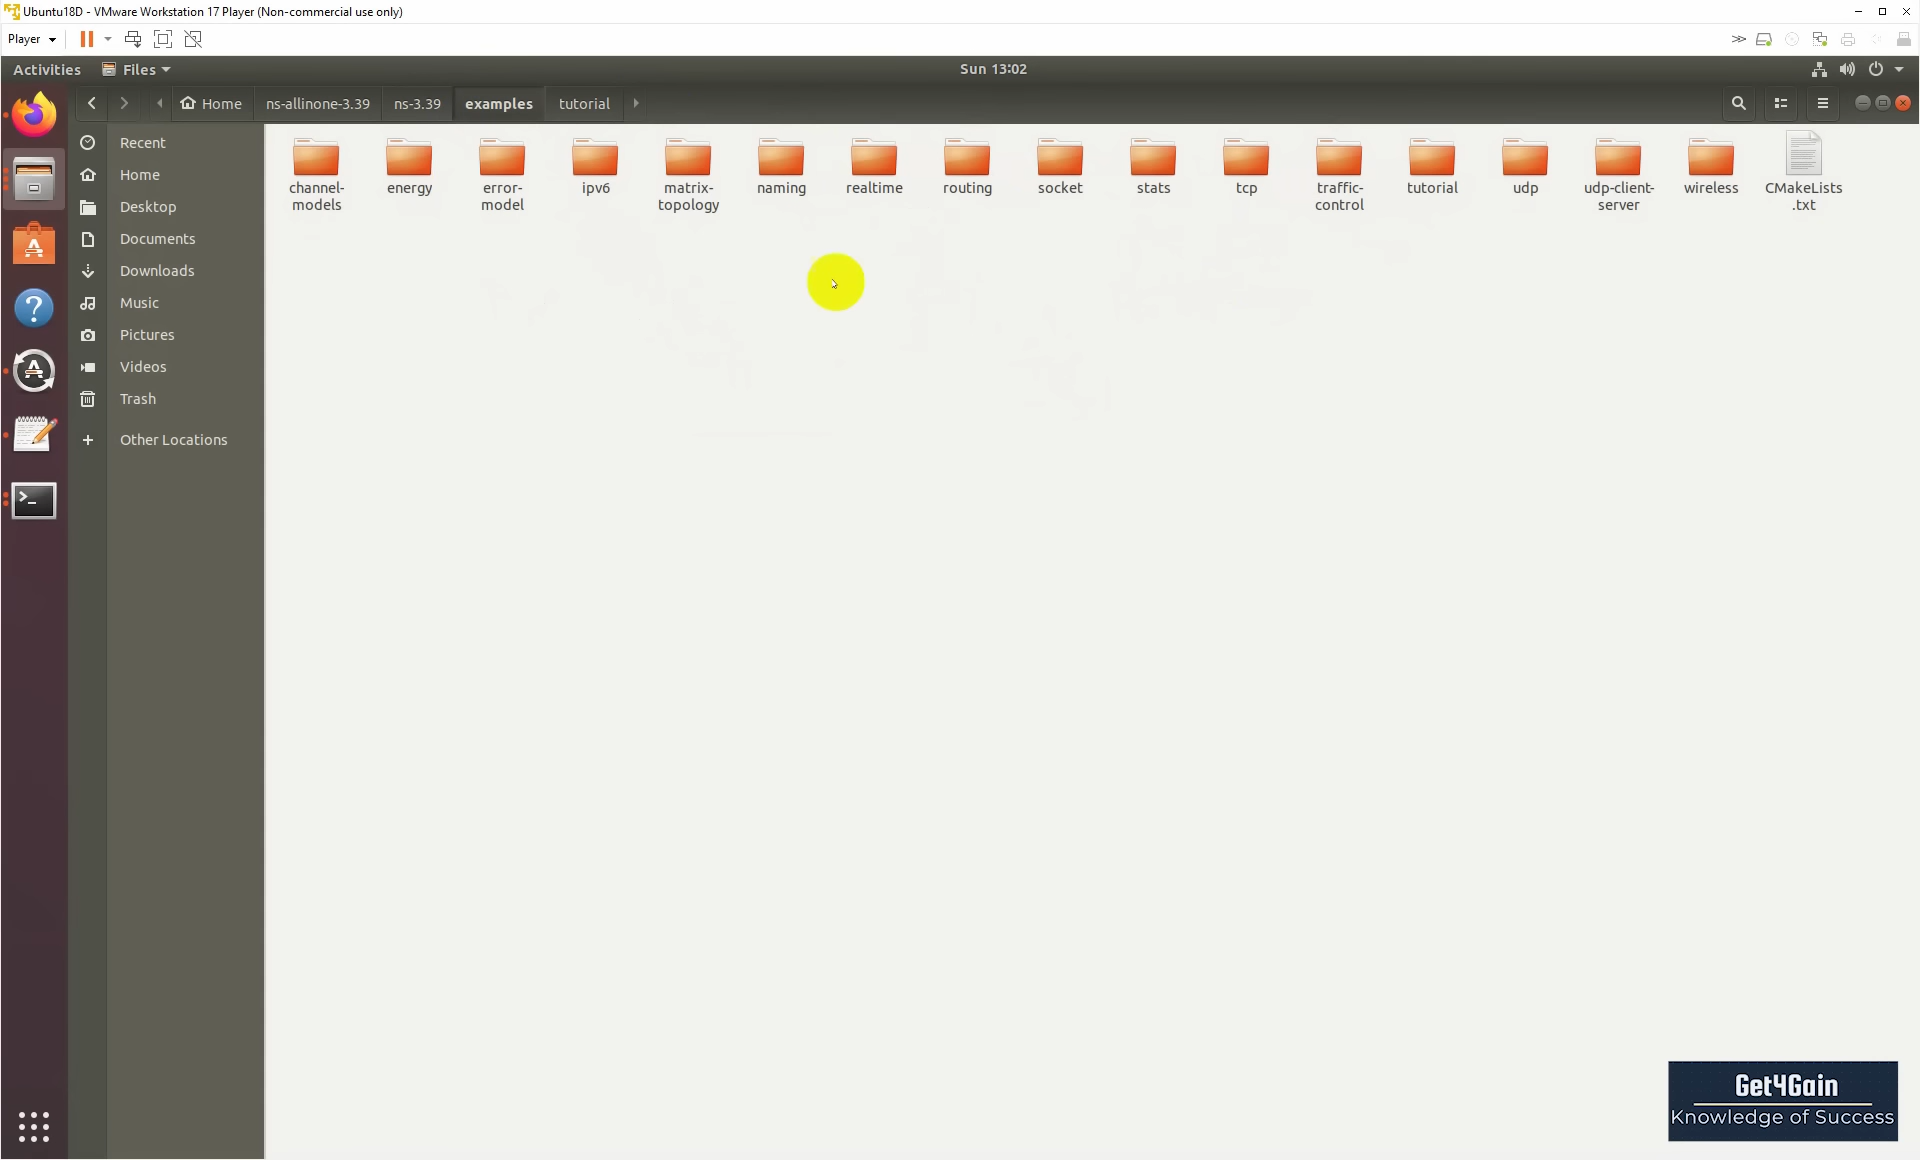 Ubuntu18D - VMware Workstation 17 Player (Non-commercial use only)
Player
Activities Files Sun 13:02
Home ns-allinone-3.39 ns-3.39 examples tutorial
Recent
Home
Desktop
Documents
Downloads
Music
Pictures
Videos
Trash
Other Locations
channel-
models
energy
error-
model
ipv6
matrix-
topology
naming
realtime
routing
socket
stats
tcp
traffic-
control
tutorial
udp
udp-client-
server
wireless
CMakeLists
.txt
Get4Gain
Knowledge of Success